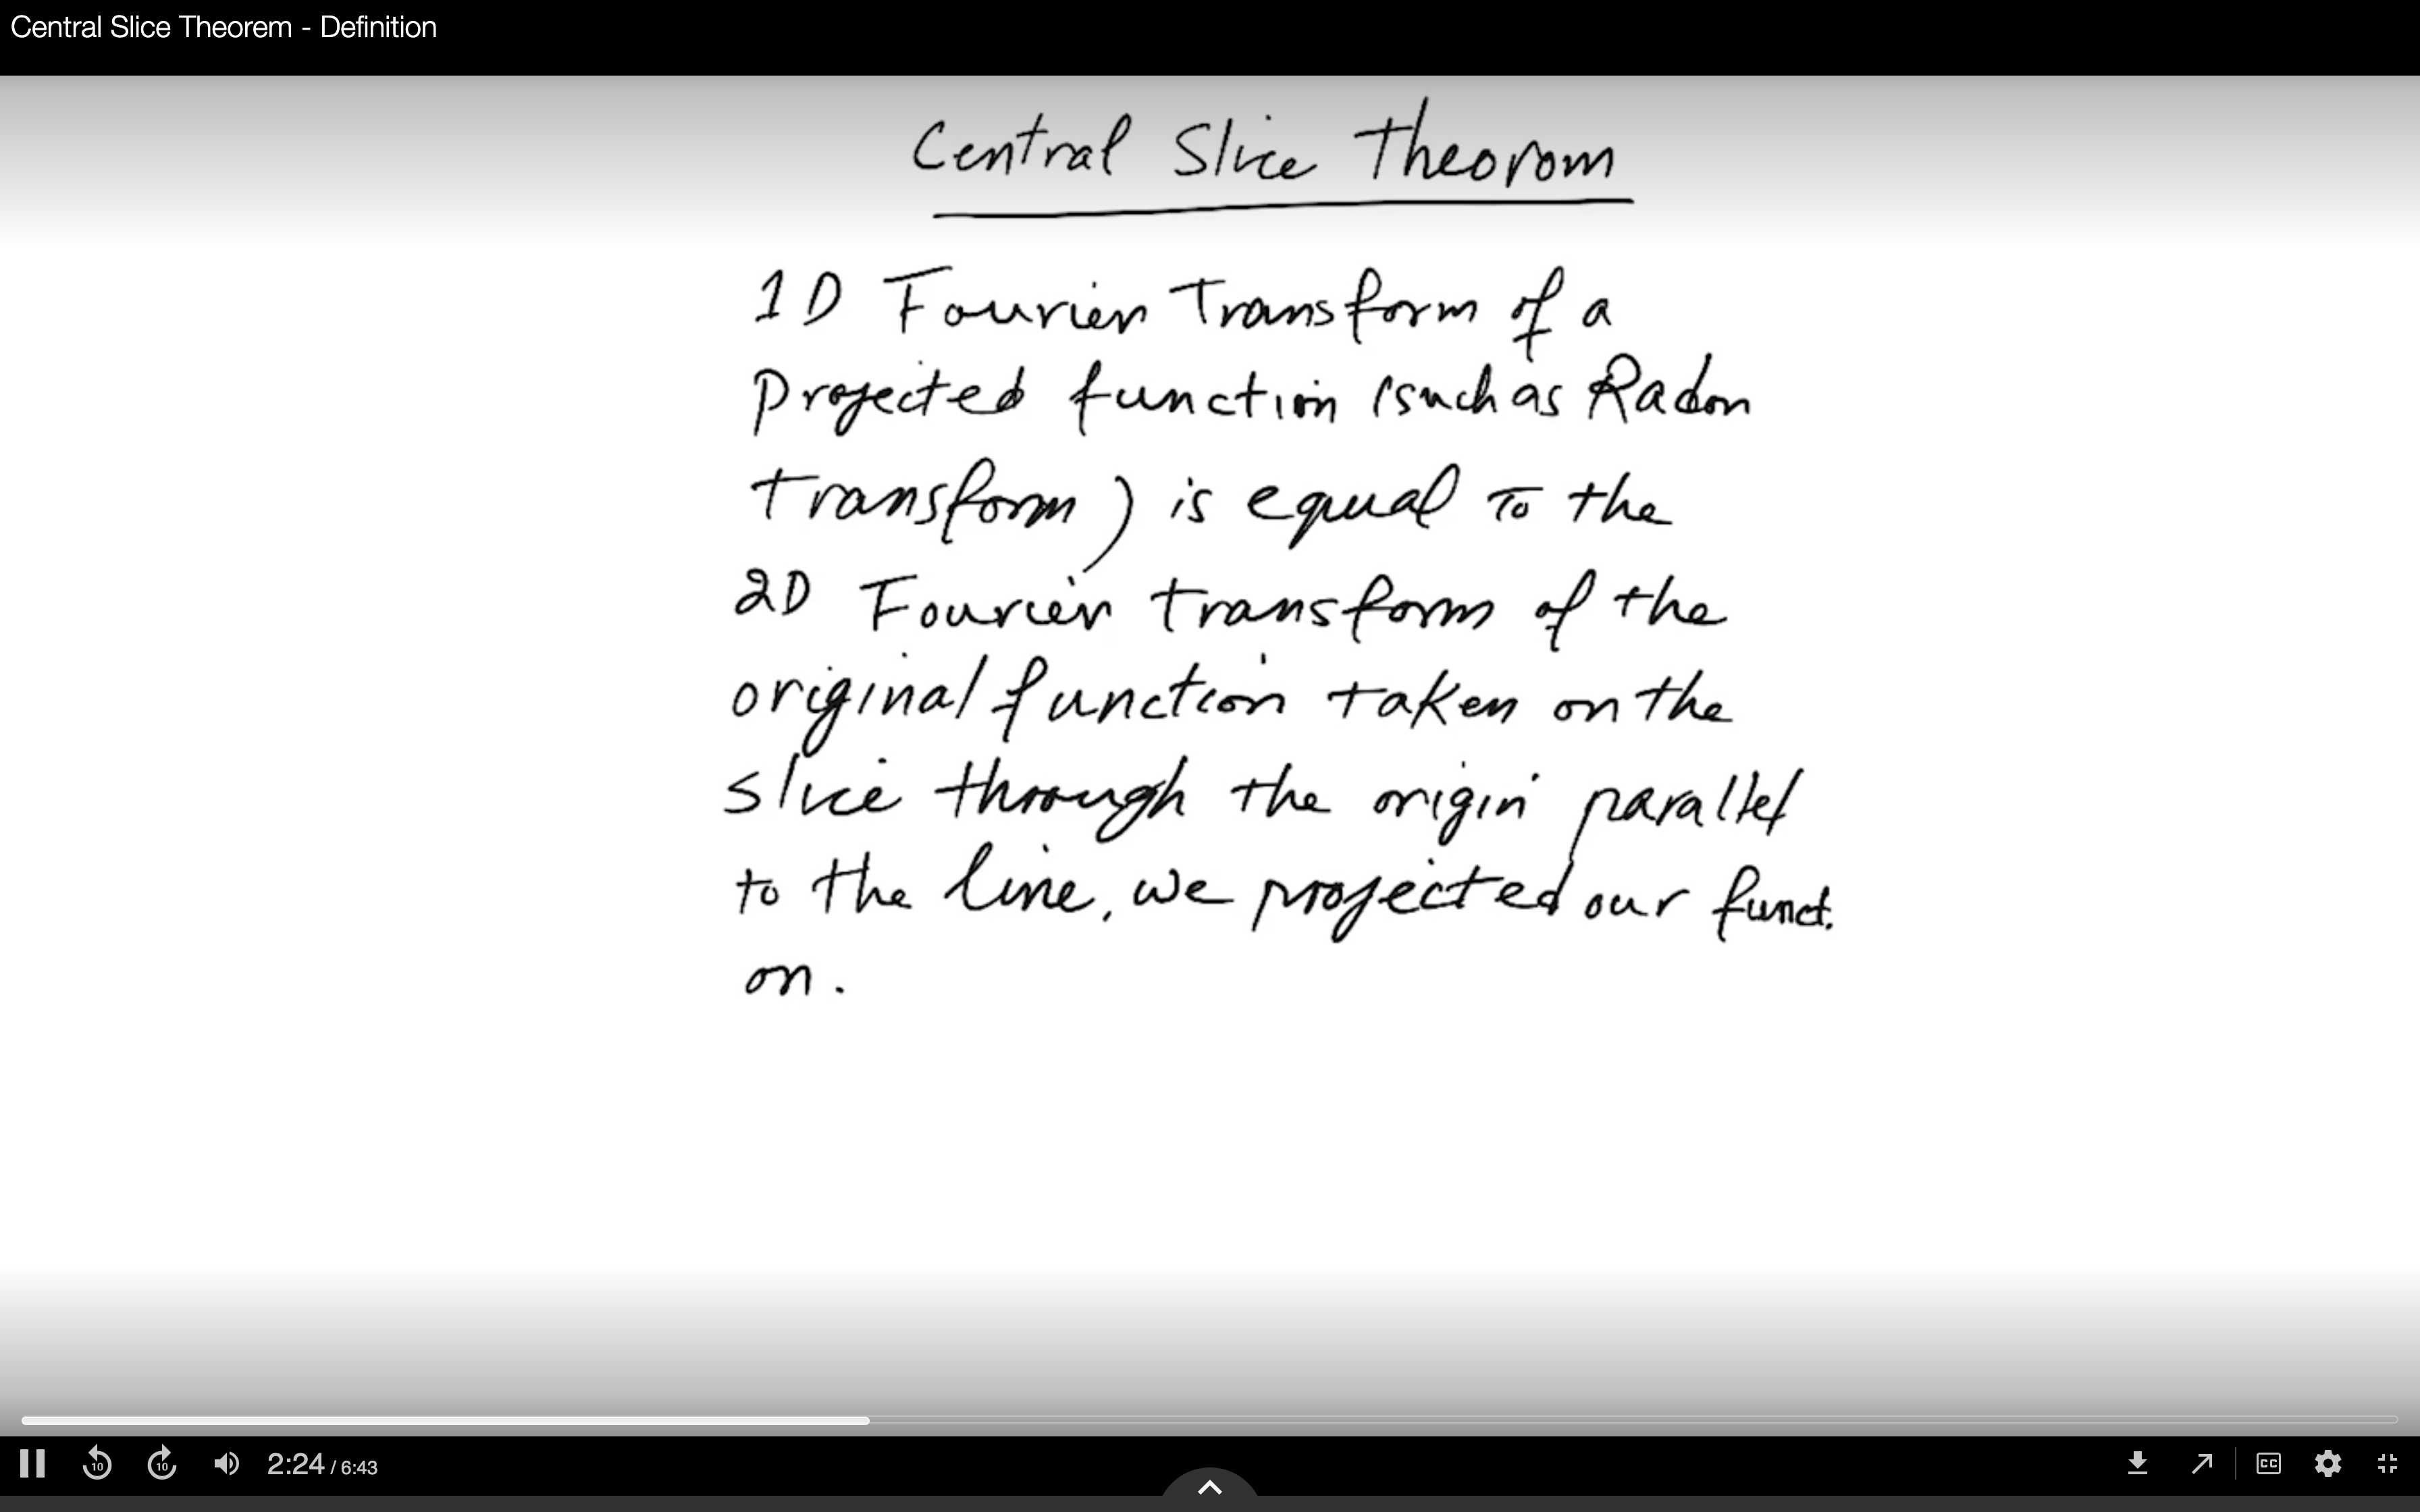 Central Slice Theorem - Definition
Central Slice Theorom
1D Fourier Transform of a
Projected function (such as Radon
transform) is equal to the
2D Fourier transform of the
original function taken on the
slice through the origin parallel
to the line, we projected our funct.
on.
10 10 2:24 / 6:43 CC